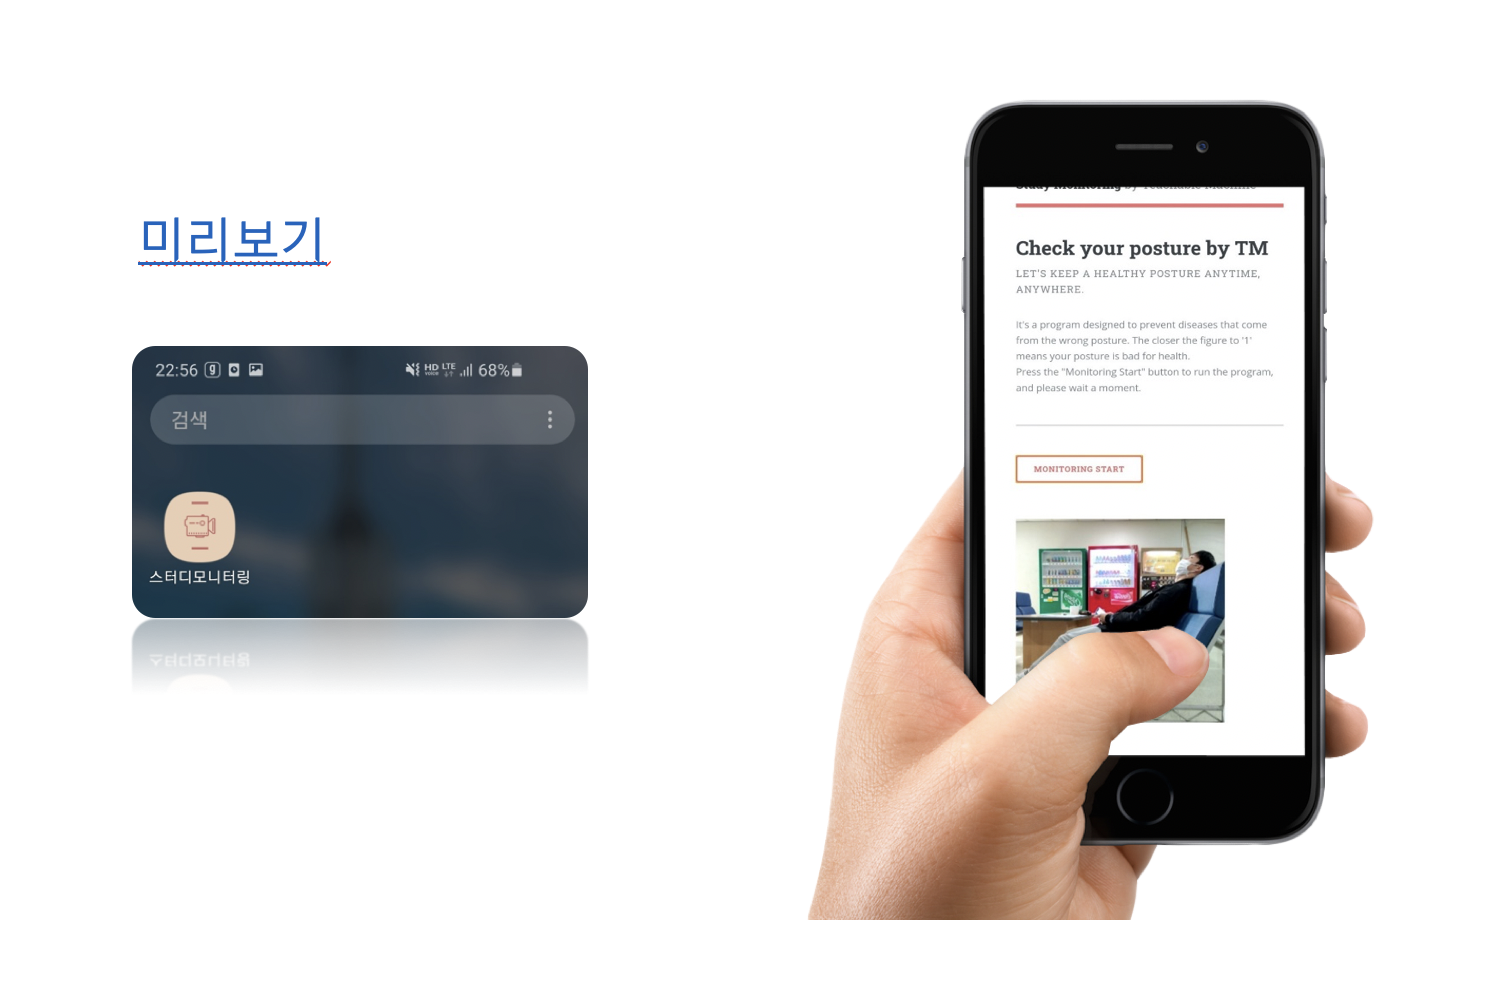 미리보기
22:56
HD LTE 68%
voice
검색
스터디모니터링
Study Monitoring by Teachable Machine
Check your posture by TM
LET'S KEEP A HEALTHY POSTURE ANYTIME,
ANYWHERE.
It's a program designed to prevent diseases that come
from the wrong posture. The closer the figure to '1'
means your posture is bad for health.
Press the "Monitoring Start" button to run the program,
and please wait a moment.
MONITORING START